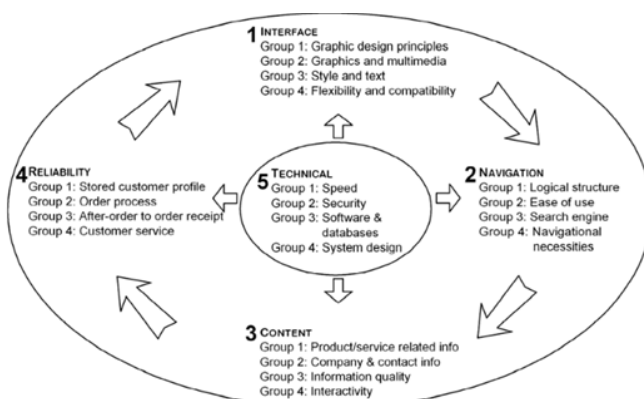 1 INTERFACE
Group 1: Graphic design principles
Group 2: Graphics and multimedia
Group 3: Style and text
Group 4: Flexibility and compatibility
2 NAVIGATION
Group 1: Logical structure
Group 2: Ease of use
Group 3: Search engine
Group 4: Navigational
necessities
3 CONTENT
Group 1: Product/service related info
Group 2: Company & contact info
Group 3: Information quality
Group 4: Interactivity
4 RELIABILITY
Group 1: Stored customer profile
Group 2: Order process
Group 3: After-order to order receipt
Group 4: Customer service
5 TECHNICAL
Group 1: Speed
Group 2: Security
Group 3: Software &
databases
Group 4: System design